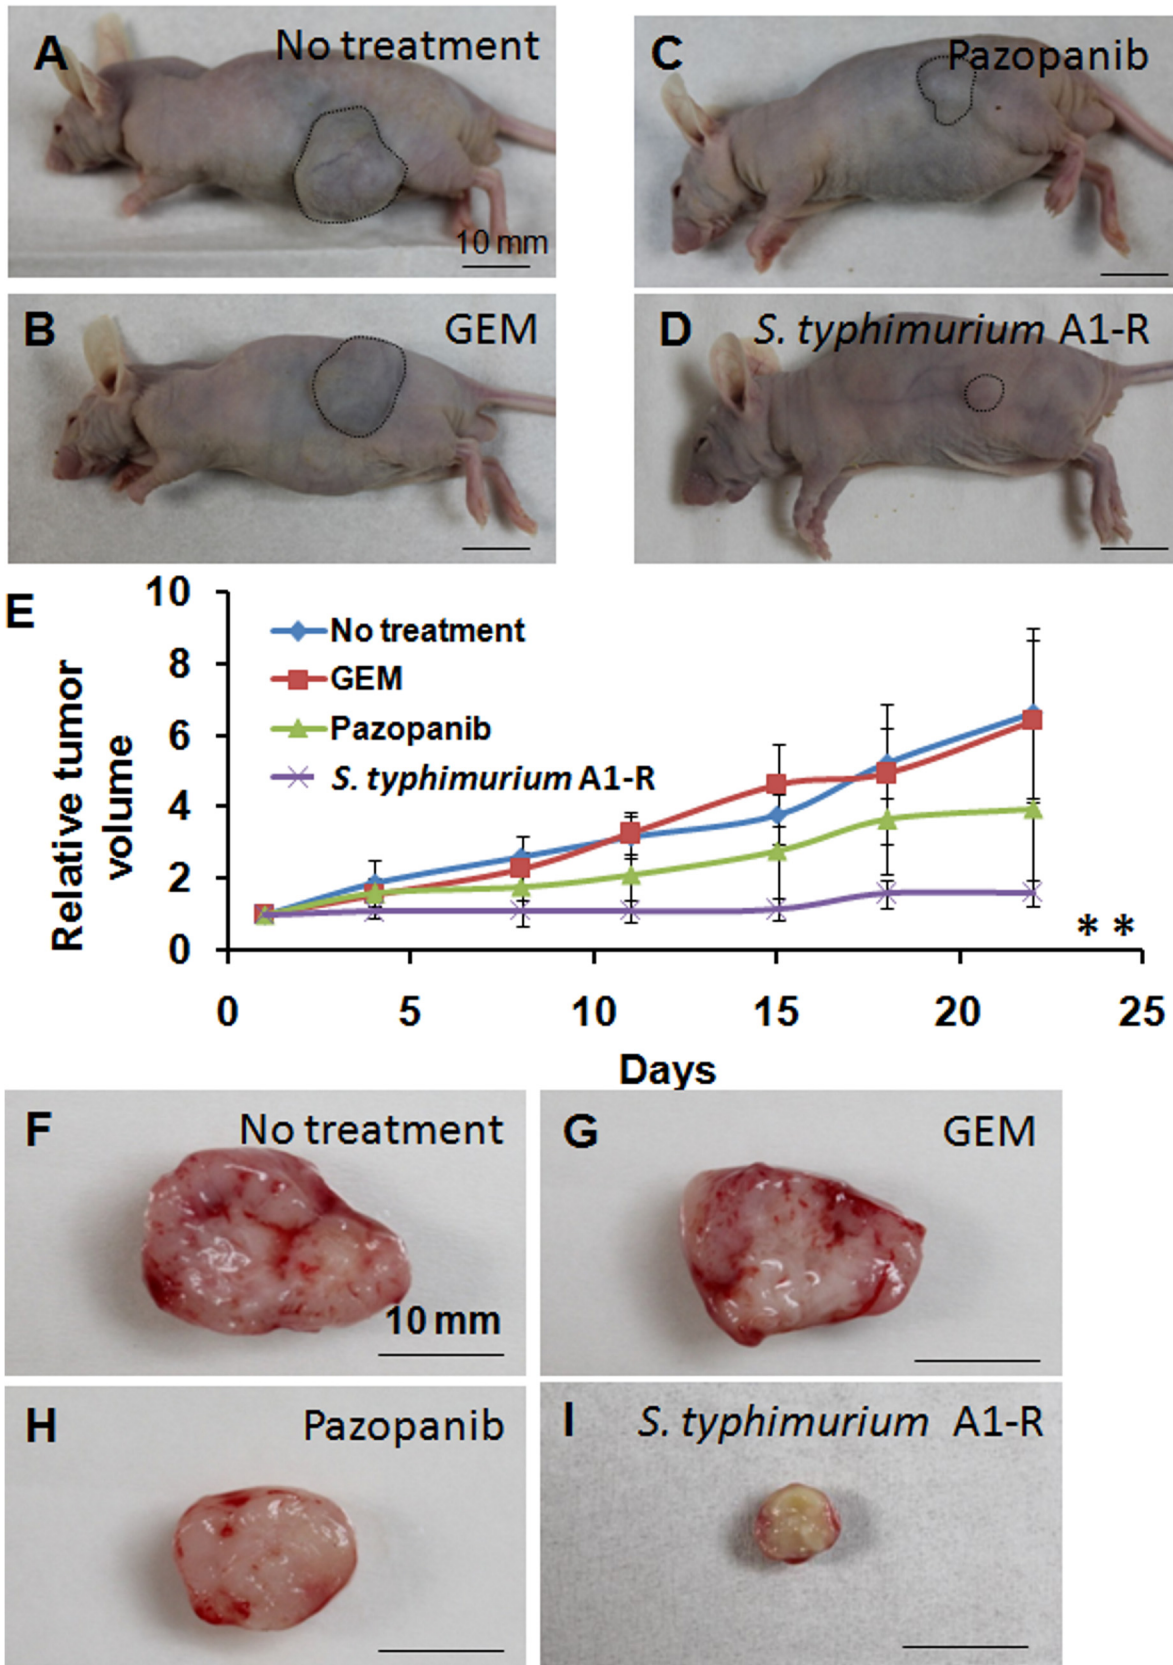 A No treatment
10 mm
C Pazopanib
B GEM
D S. typhimurium A1-R
E
10
8
6
4
2
0
Relative tumor
volume
No treatment
GEM
Pazopanib
S. typhimurium A1-R
* *
0 5 10 15 20 25
Days
F No treatment
10 mm
G GEM
H Pazopanib
I S. typhimurium A1-R